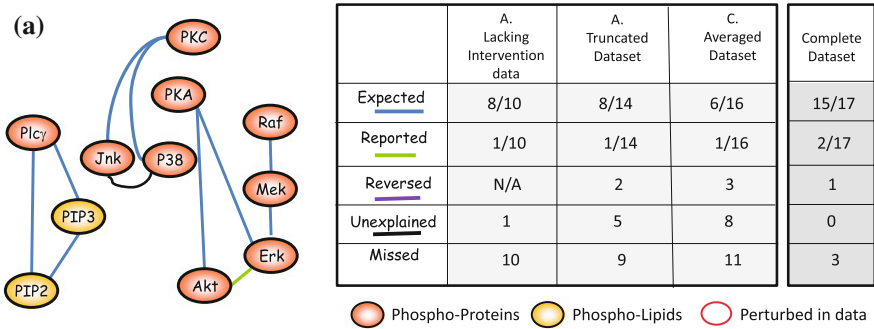 (a)
PKC
PKA
Raf
Plcγ
Jnk
P38
Mek
PIP3
Erk
Akt
PIP2
A. Lacking Intervention data
A. Truncated Dataset
C. Averaged Dataset
Complete Dataset
Expected 8/10 8/14 6/16 15/17
Reported 1/10 1/14 1/16 2/17
Reversed N/A 2 3 1
Unexplained 1 5 8 0
Missed 10 9 11 3
Phospho-Proteins Phospho-Lipids Perturbed in data